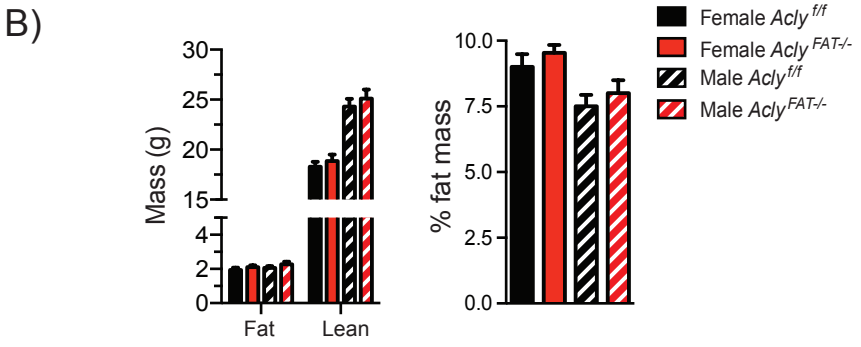 B)
Mass (g)
30
25
20
15
4
2
0
Fat Lean
% fat mass
10.0
7.5
5.0
2.5
0.0
Female Acly f/f
Female Acly FAT-/-
Male Acly f/f
Male Acly FAT-/-